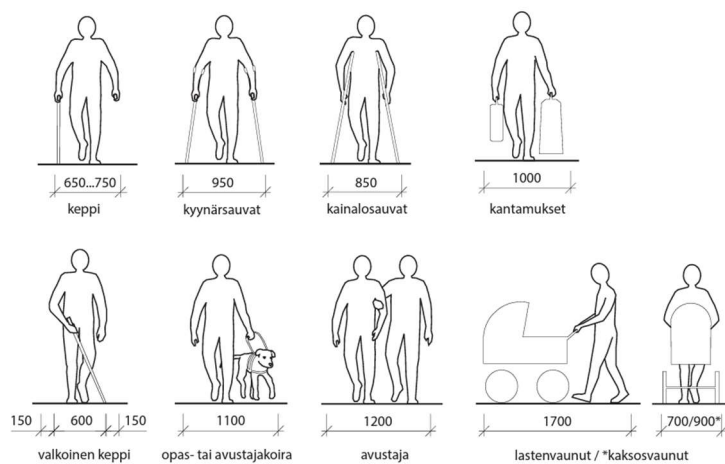 650...750
950
850
1000
keppi
kyynärsauvat
kainalosauvat
kantamukset
150
600
150
1100
1200
1700
700/900*
valkoinen keppi
opas- tai avustajakoira
avustaja
lastenvaunut / *kaksosvaunut